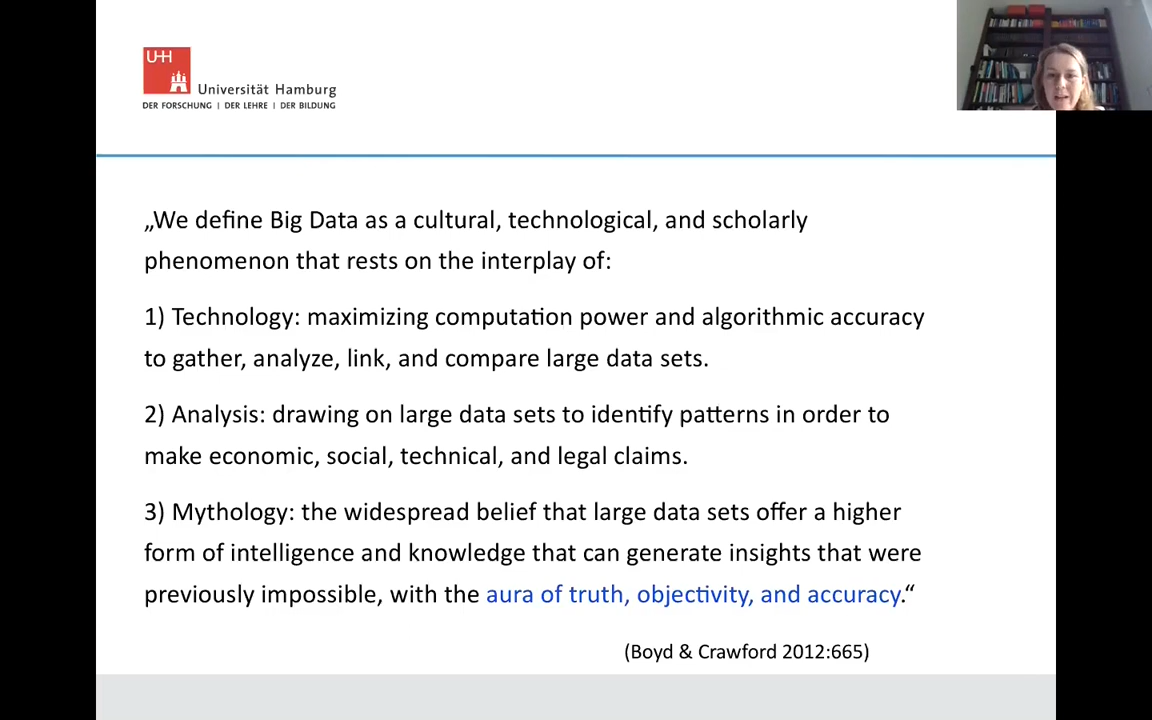 U-H
Universität Hamburg
DER FORSCHUNG | DER LEHRE | DER BILDUNG
„We define Big Data as a cultural, technological, and scholarly
phenomenon that rests on the interplay of:
1) Technology: maximizing computation power and algorithmic accuracy
to gather, analyze, link, and compare large data sets.
2) Analysis: drawing on large data sets to identify patterns in order to
make economic, social, technical, and legal claims.
3) Mythology: the widespread belief that large data sets offer a higher
form of intelligence and knowledge that can generate insights that were
previously impossible, with the aura of truth, objectivity, and accuracy.“
(Boyd & Crawford 2012:665)